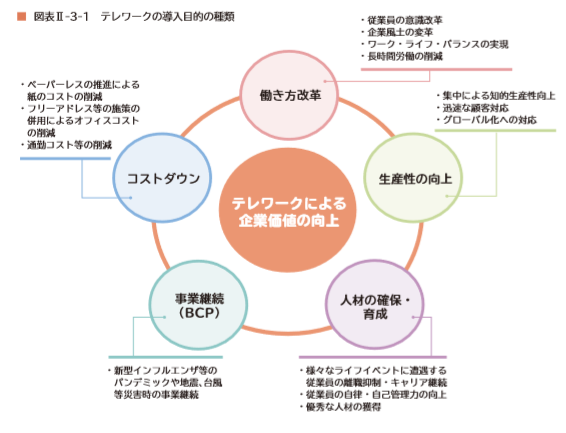 ■ 図表Ⅱ-3-1 テレワークの導入目的の種類
・従業員の意識改革
・企業風土の変革
・ワーク・ライフ・バランスの実現
・長時間労働の削減
働き方改革
・集中による知的生産性向上
・迅速な顧客対応
・グローバル化への対応
生産性の向上
・ペーパーレスの推進による
紙のコストの削減
・フリーアドレス等の施策の
併用によるオフィスコスト
の削減
・通勤コスト等の削減
コストダウン
テレワークによる
企業価値の向上
事業継続
（BCP）
・新型インフルエンザ等の
パンデミックや地震、台風
等災害時の事業継続
人材の確保・
育成
・様々なライフイベントに遭遇する
従業員の離職抑制・キャリア継続
・従業員の自律・自己管理力の向上
・優秀な人材の獲得